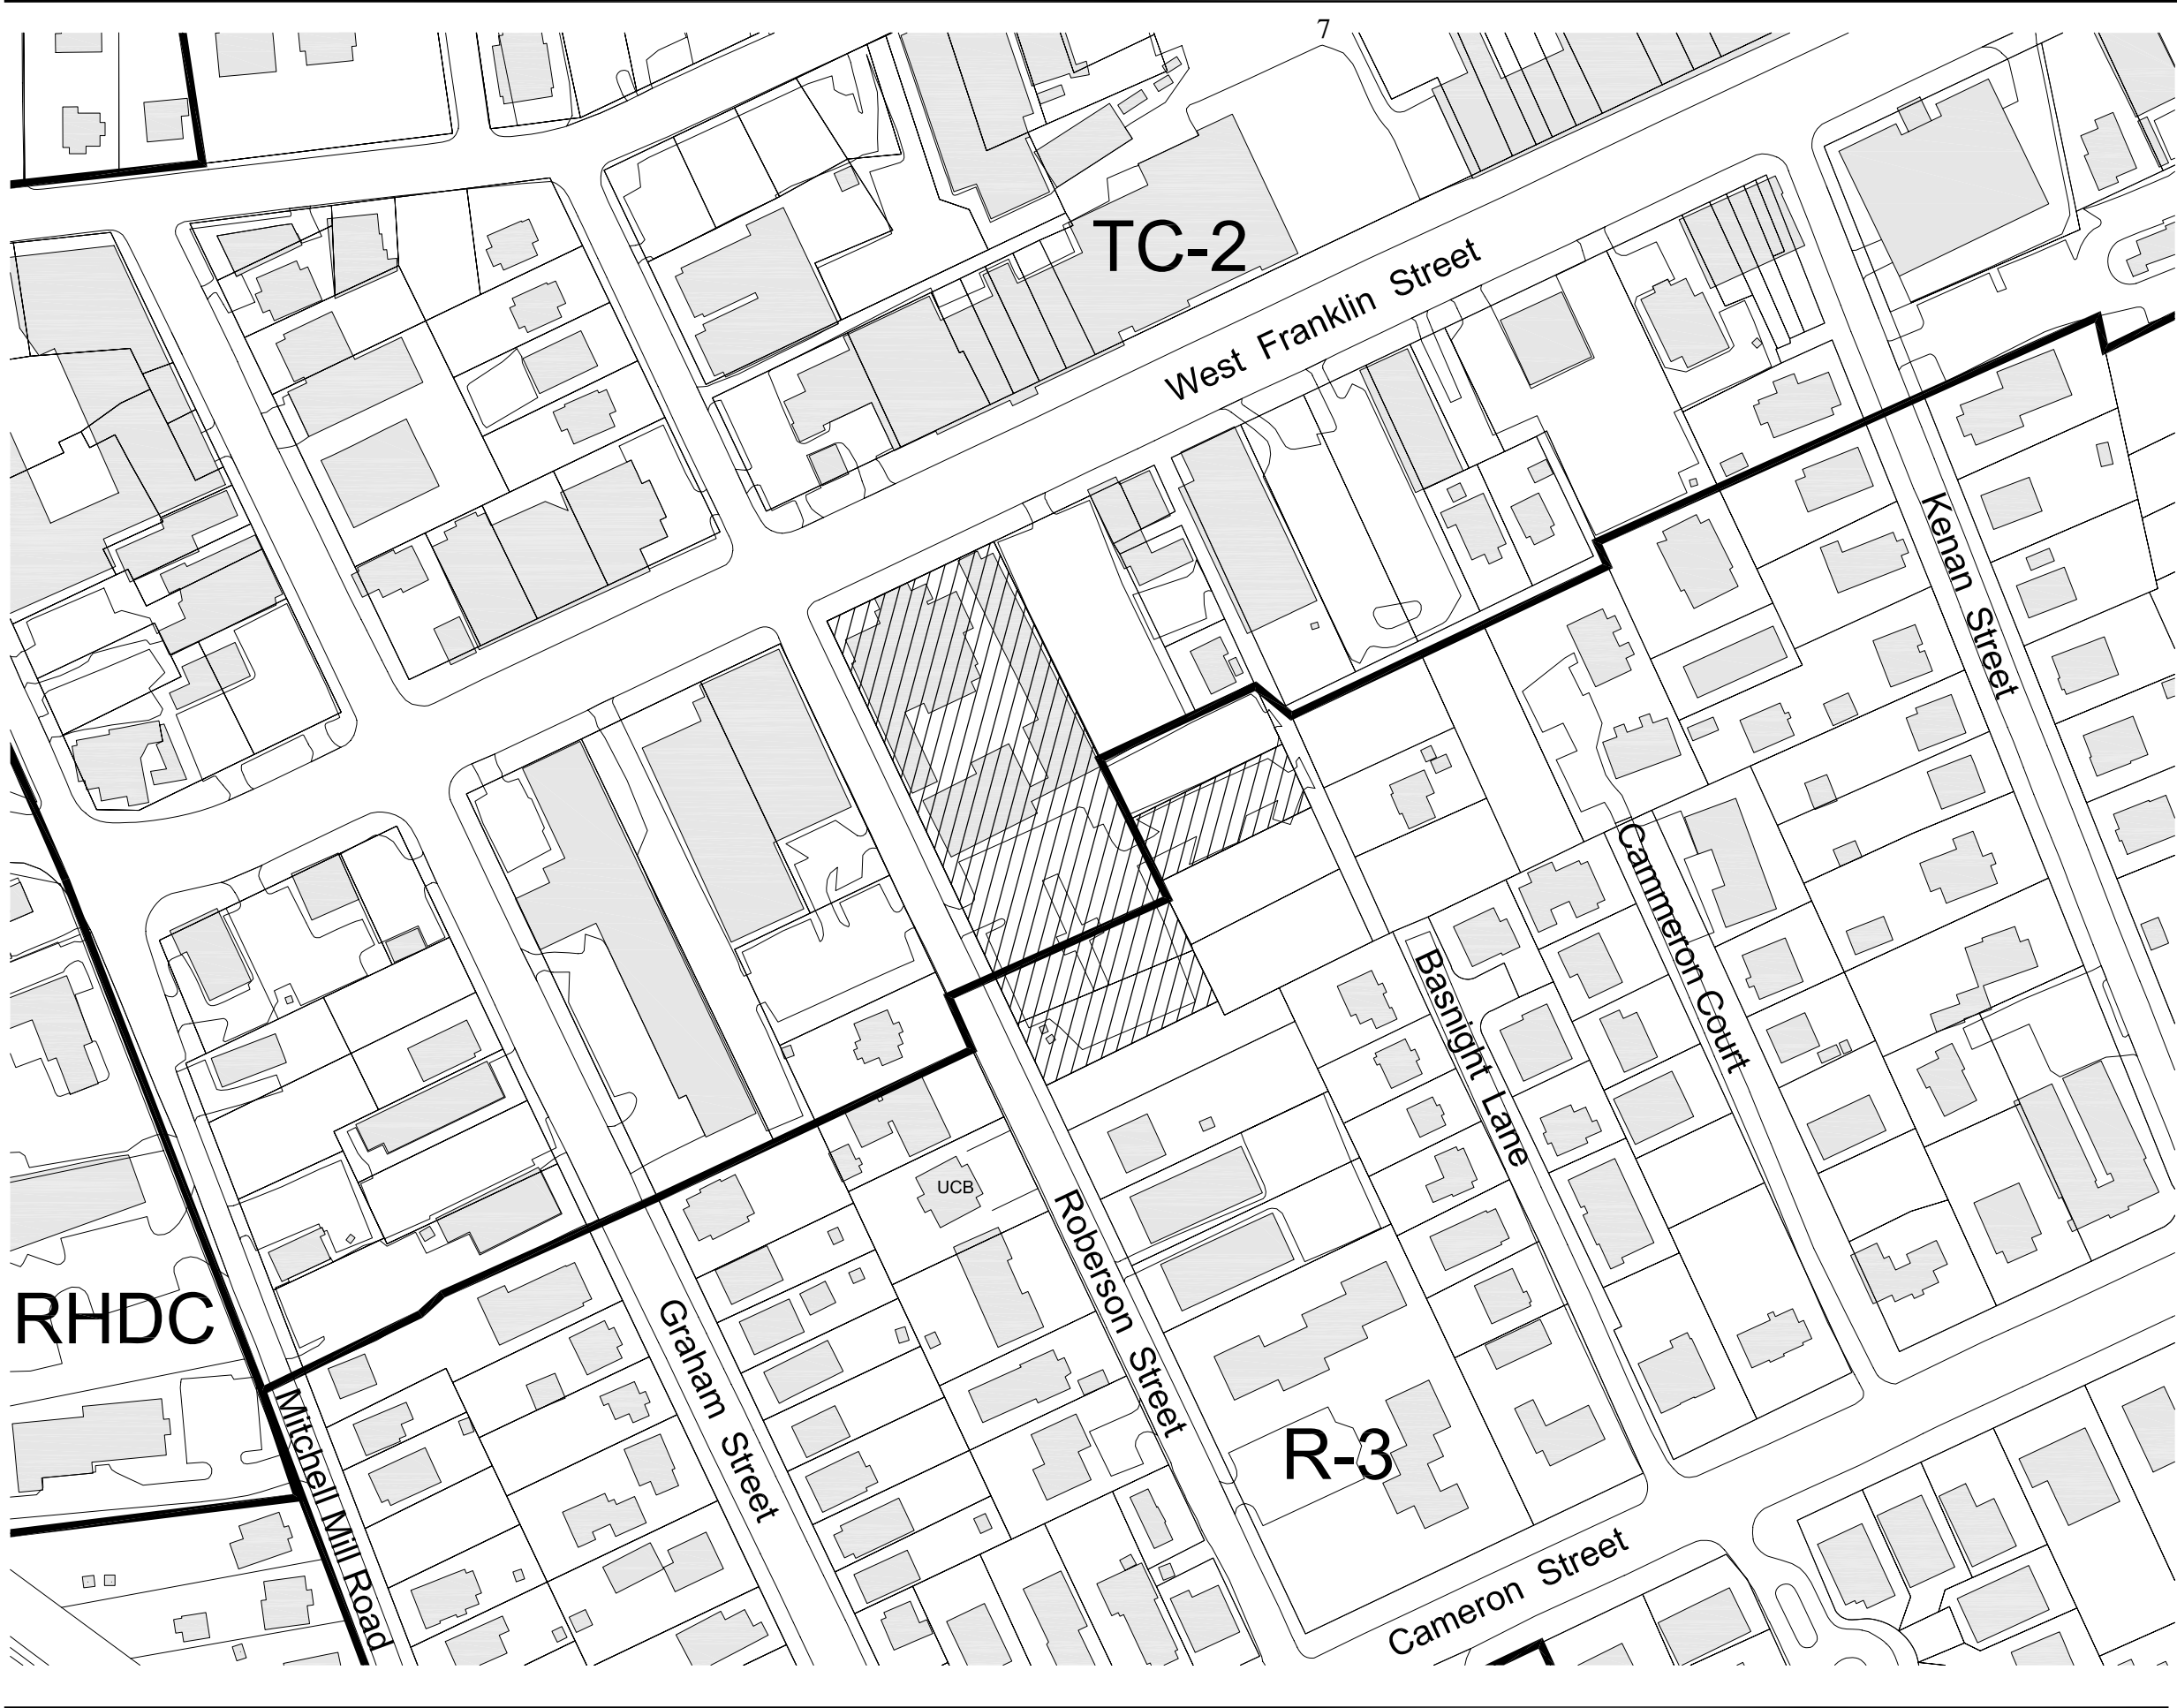 7
TC-2
West Franklin Street
Kenan Street
Cammeron Court
Basnight Lane
UCB
Roberson Street
RHDC
Graham Street
Mitchell Mill Road
R-3
Cameron Street